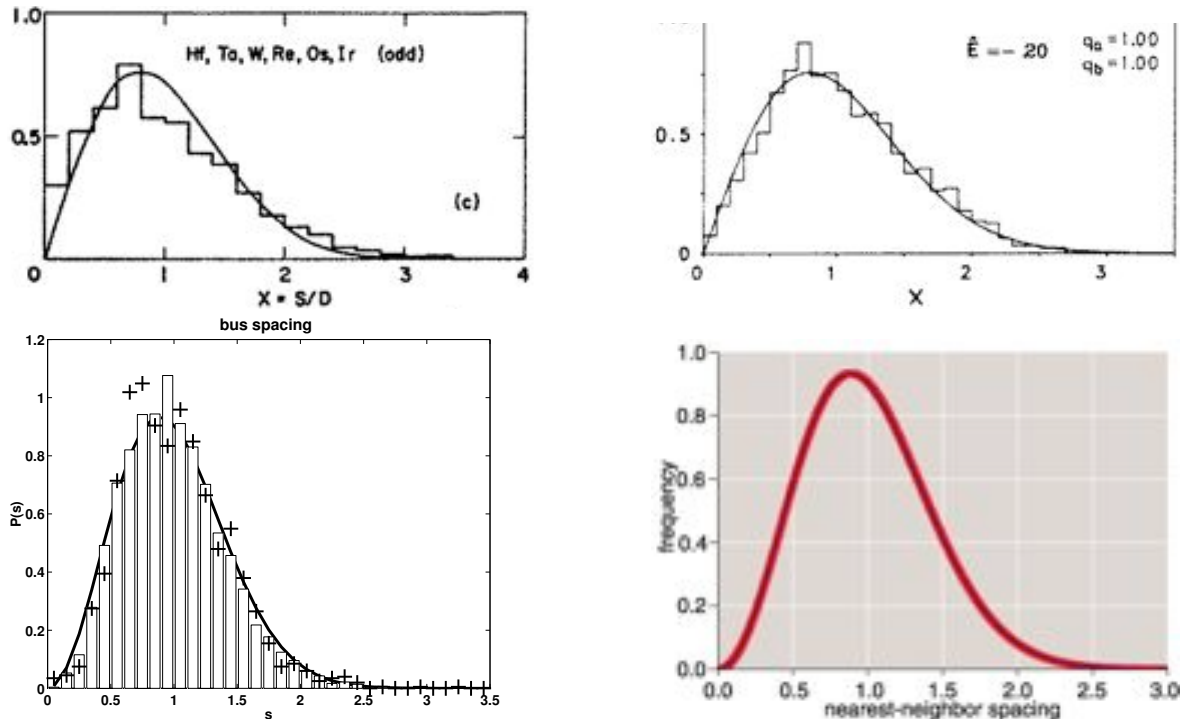 1.0
Hf, Ta, W, Re, Os, Ir (odd)
0.5
(c)
0 1 2 3 4
X = S/D
Ê = -.20
q_a = 1.00
q_b = 1.00
0.5
0
0 1 2 3
X
bus spacing
1.2
1
0.8
0.6
0.4
0.2
0
P(s)
0 0.5 1 1.5 2 2.5 3 3.5
s
1.0
0.8
0.6
0.4
0.2
0.0
frequency
0.0 0.5 1.0 1.5 2.0 2.5 3.0
nearest-neighbor spacing